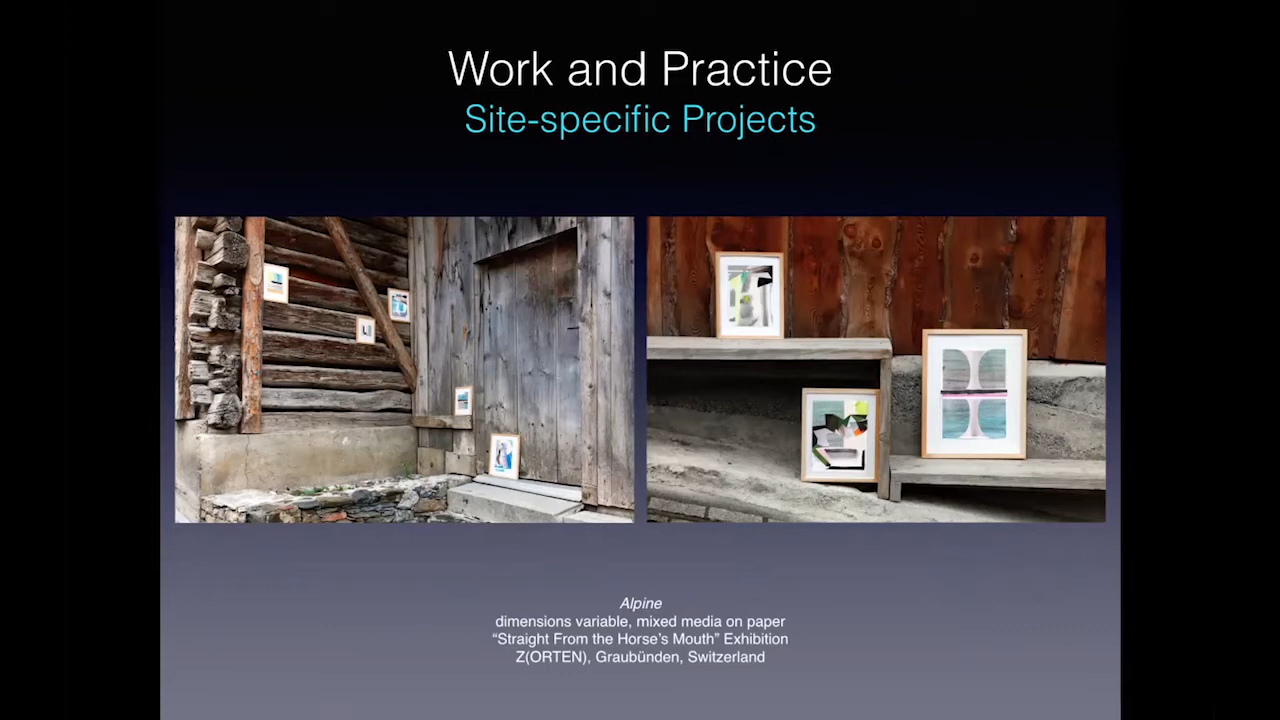 Work and Practice
Site-specific Projects
Alpine
dimensions variable, mixed media on paper
“Straight From the Horse’s Mouth” Exhibition
Z(ORTEN), Graubünden, Switzerland